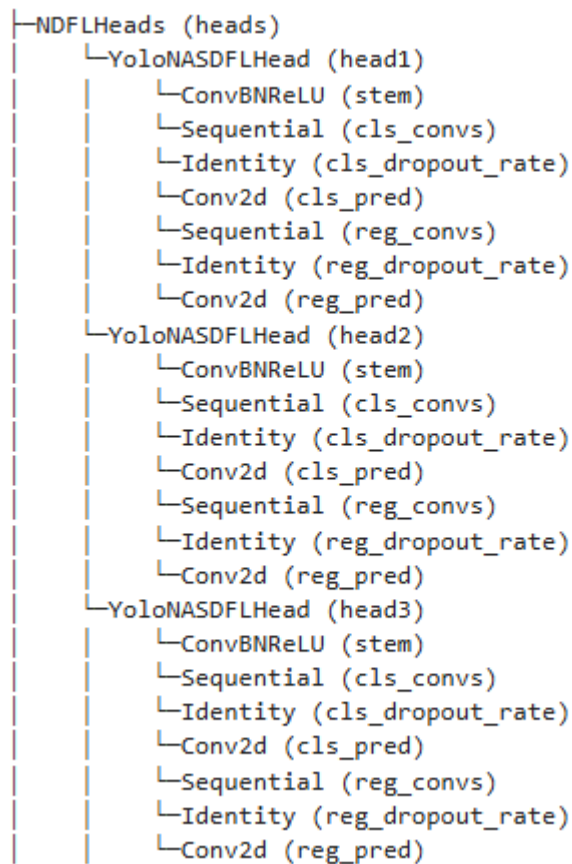 ├─NDFLHeads (heads)
│    └─YoloNASDFLHead (head1)
│    │    └─ConvBNReLU (stem)
│    │    └─Sequential (cls_convs)
│    │    └─Identity (cls_dropout_rate)
│    │    └─Conv2d (cls_pred)
│    │    └─Sequential (reg_convs)
│    │    └─Identity (reg_dropout_rate)
│    │    └─Conv2d (reg_pred)
│    └─YoloNASDFLHead (head2)
│    │    └─ConvBNReLU (stem)
│    │    └─Sequential (cls_convs)
│    │    └─Identity (cls_dropout_rate)
│    │    └─Conv2d (cls_pred)
│    │    └─Sequential (reg_convs)
│    │    └─Identity (reg_dropout_rate)
│    │    └─Conv2d (reg_pred)
│    └─YoloNASDFLHead (head3)
│    │    └─ConvBNReLU (stem)
│    │    └─Sequential (cls_convs)
│    │    └─Identity (cls_dropout_rate)
│    │    └─Conv2d (cls_pred)
│    │    └─Sequential (reg_convs)
│    │    └─Identity (reg_dropout_rate)
│    │    └─Conv2d (reg_pred)